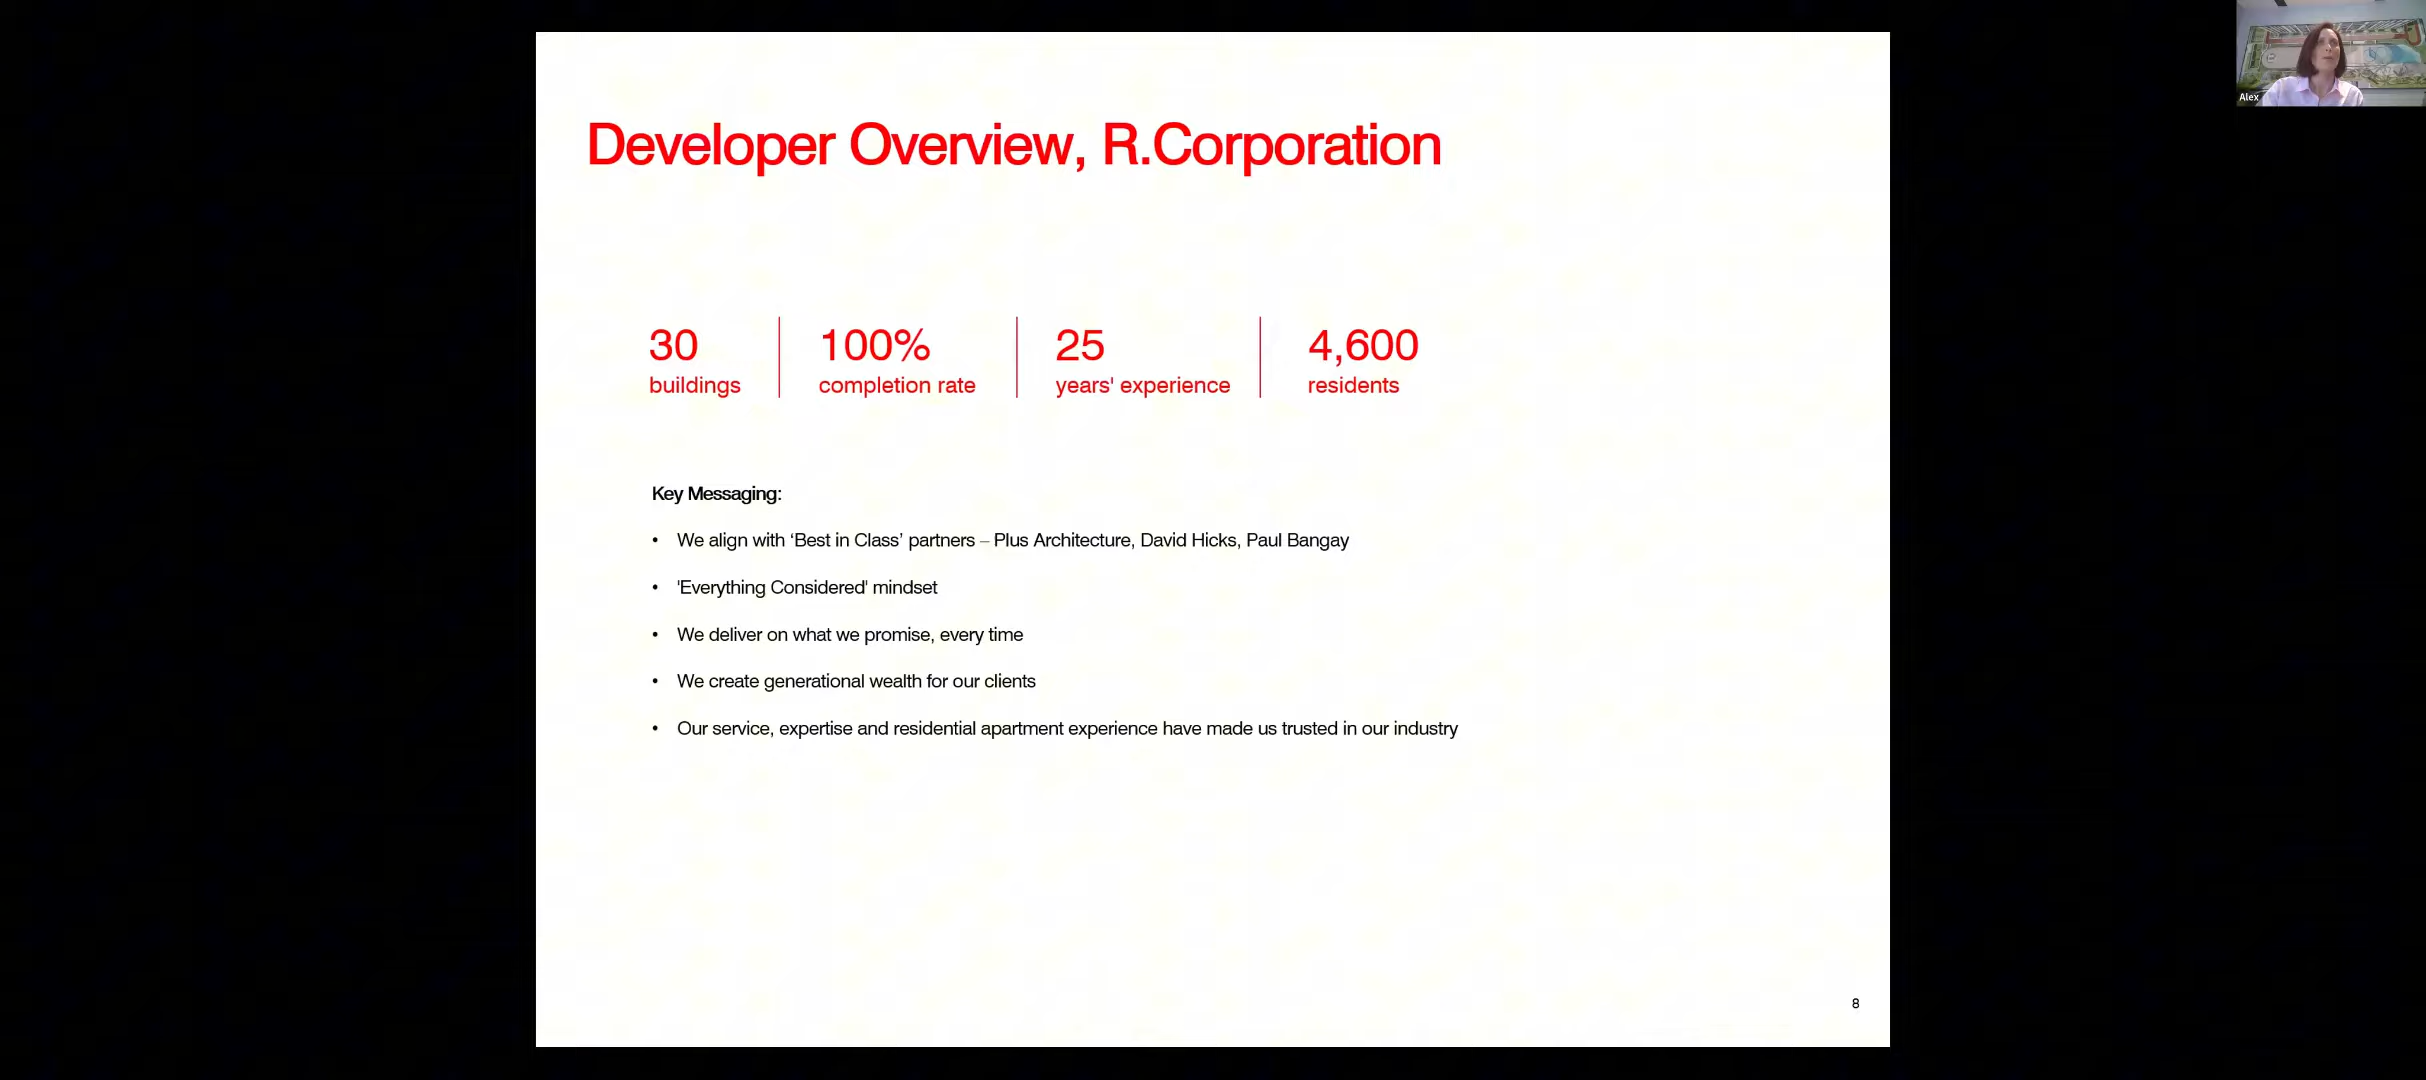 Developer Overview, R.Corporation
30
buildings
100%
completion rate
25
years' experience
4,600
residents
Key Messaging:
• We align with ‘Best in Class’ partners – Plus Architecture, David Hicks, Paul Bangay
• 'Everything Considered' mindset
• We deliver on what we promise, every time
• We create generational wealth for our clients
• Our service, expertise and residential apartment experience have made us trusted in our industry
8
Alex